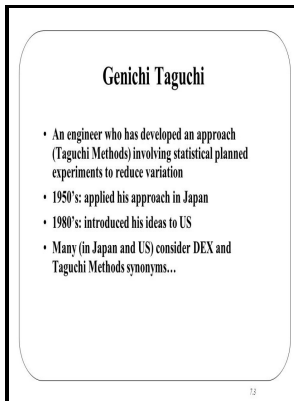 Genichi Taguchi
• An engineer who has developed an approach
(Taguchi Methods) involving statistical planned
experiments to reduce variation
• 1950's: applied his approach in Japan
• 1980's: introduced his ideas to US
• Many (in Japan and US) consider DEX and
Taguchi Methods synonyms…